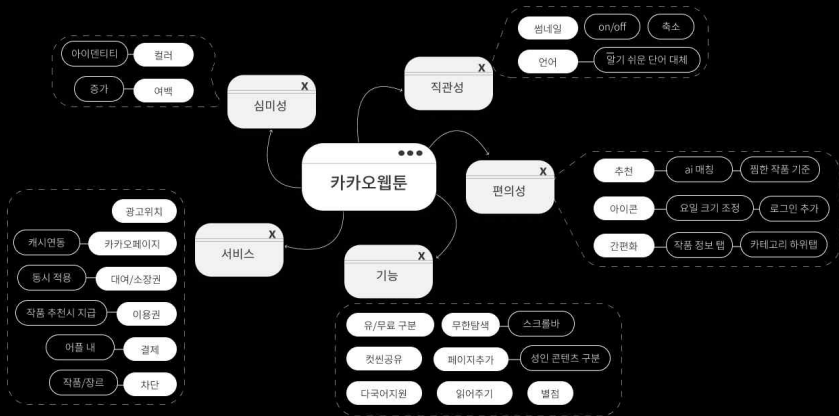 카카오웹툰
심미성
X
아이덴티티 컬러
증가 여백
직관성
X
썸네일 on/off 축소
언어 알기 쉬운 단어 대체
편의성
X
추천 ai 매칭 찜한 작품 기준
아이콘 요일 크기 조정 로그인 추가
간편화 작품 정보 탭 카테고리 하위탭
서비스
X
광고위치
캐시연동 카카오페이지
동시 적용 대여/소장권
작품 추천시 지급 이용권
어플 내 결제
작품/장르 차단
기능
X
유/무료 구분 무한탐색 스크롤바
컷씬공유 페이지추가 성인 콘텐츠 구분
다국어지원 읽어주기 별점